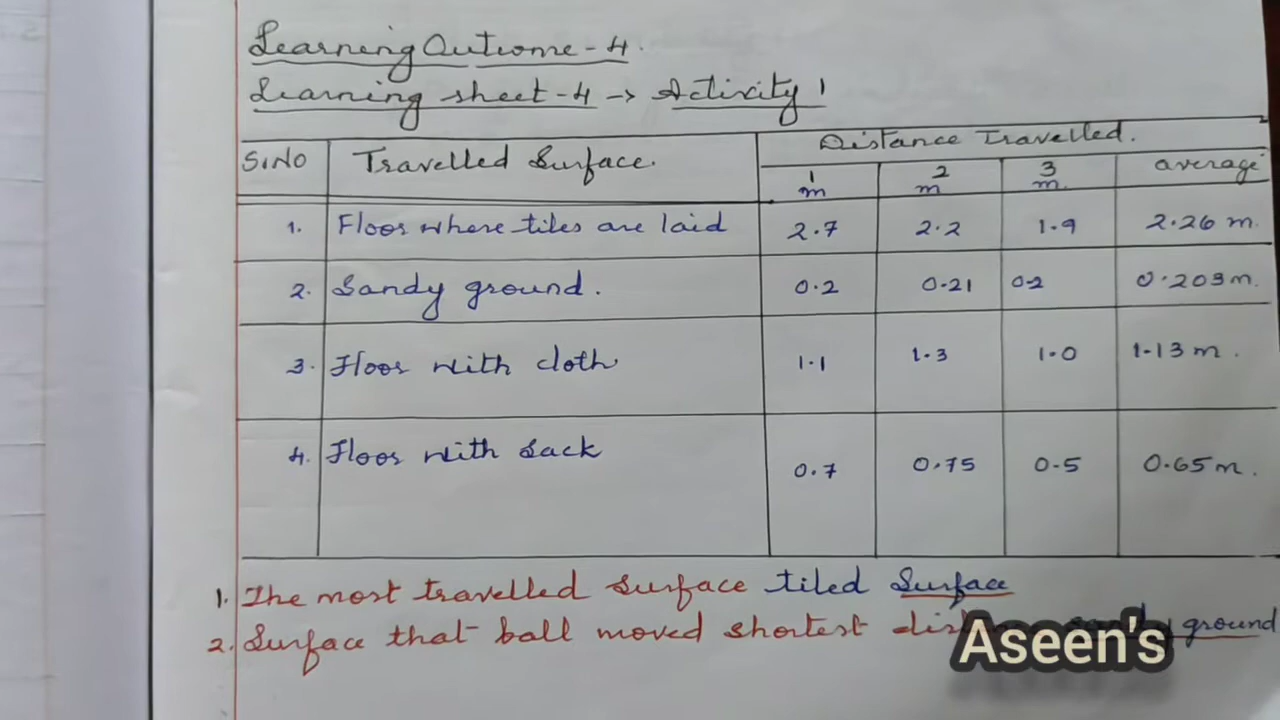 Learning Outcome - 4.
Learning sheet - 4 -> Activity 1
Sl.No Travelled Surface. Distance Travelled.
1 m 2 m 3 m. average
1. Floor where tiles are laid 2.7 2.2 1.9 2.26 m.
2. Sandy ground. 0.2 0.21 0.2 0.203 m.
3. Floor with cloth 1.1 1.3 1.0 1.13 m.
4. Floor with Sack 0.7 0.75 0.5 0.65 m.
1. The most travelled surface tiled Surface
2. Surface that ball moved shortest ground
Aseen's